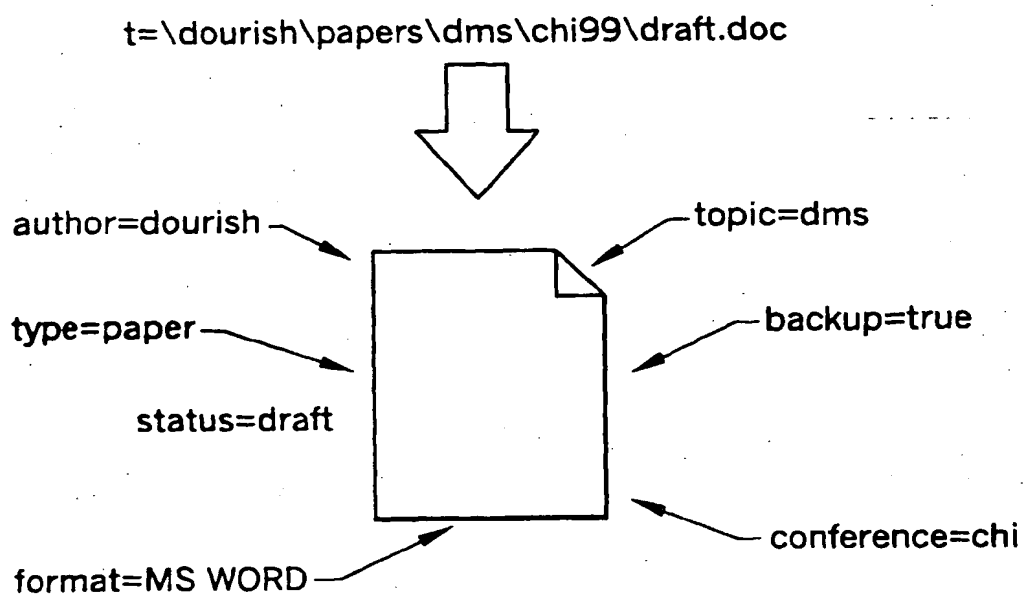 t=\dourish\papers\dms\chi99\draft.doc
author=dourish
topic=dms
type=paper
backup=true
status=draft
conference=chi
format=MS WORD